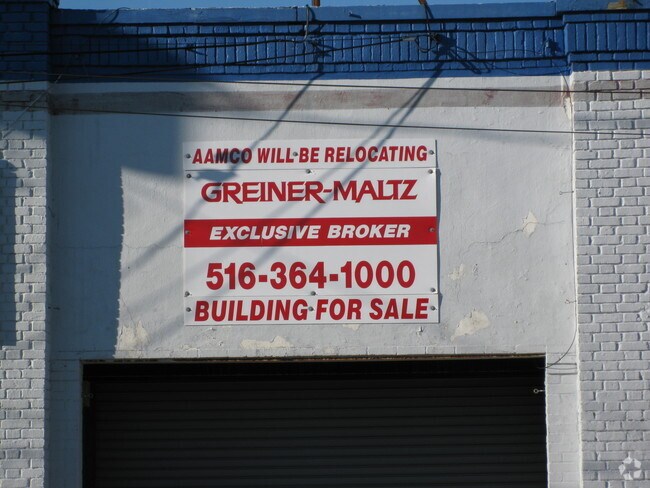 AAMCO WILL BE RELOCATING
GREINER-MALTZ
EXCLUSIVE BROKER
516-364-1000
BUILDING FOR SALE